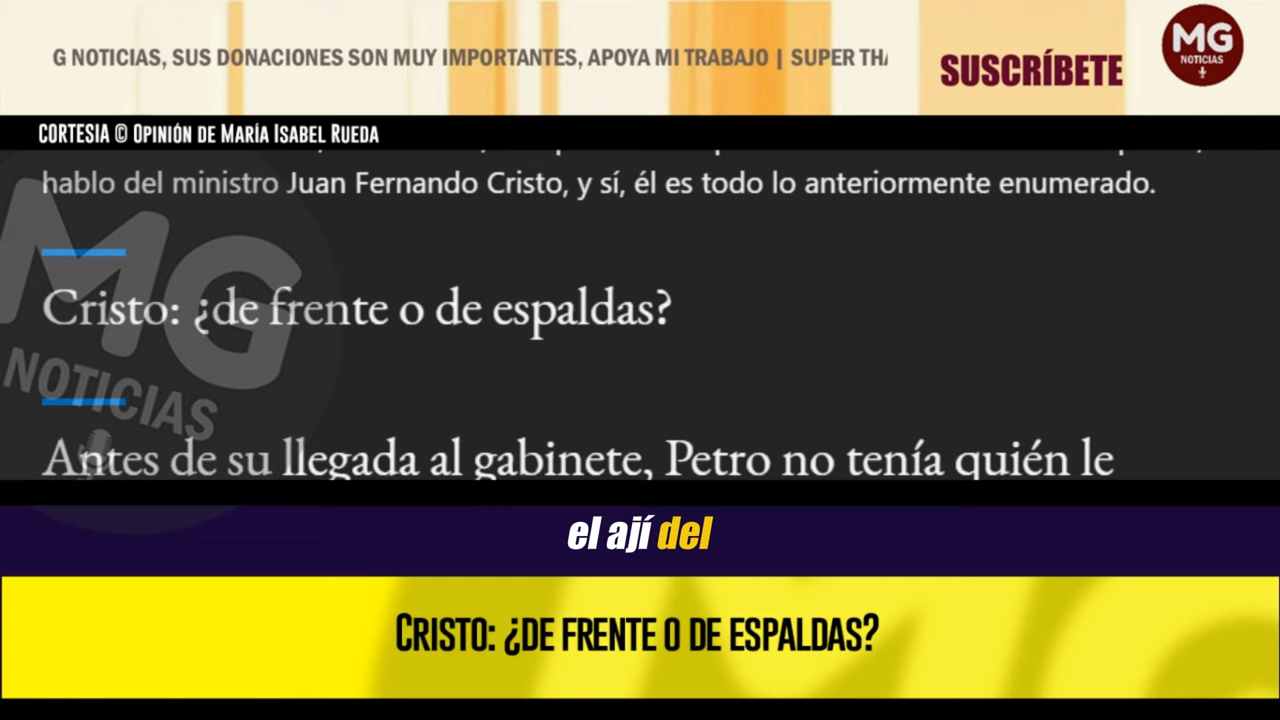 G NOTICIAS, SUS DONACIONES SON MUY IMPORTANTES, APOYA MI TRABAJO | SUPER THA
SUSCRÍBETE
MG
NOTICIAS
CORTESIA © OPINIÓN DE MARÍA ISABEL RUEDA
hablo del ministro Juan Fernando Cristo, y sí, él es todo lo anteriormente enumerado.
Cristo: ¿de frente o de espaldas?
MG
NOTICIAS
Antes de su llegada al gabinete, Petro no tenía quién le
el ají del
CRISTO: ¿DE FRENTE O DE ESPALDAS?